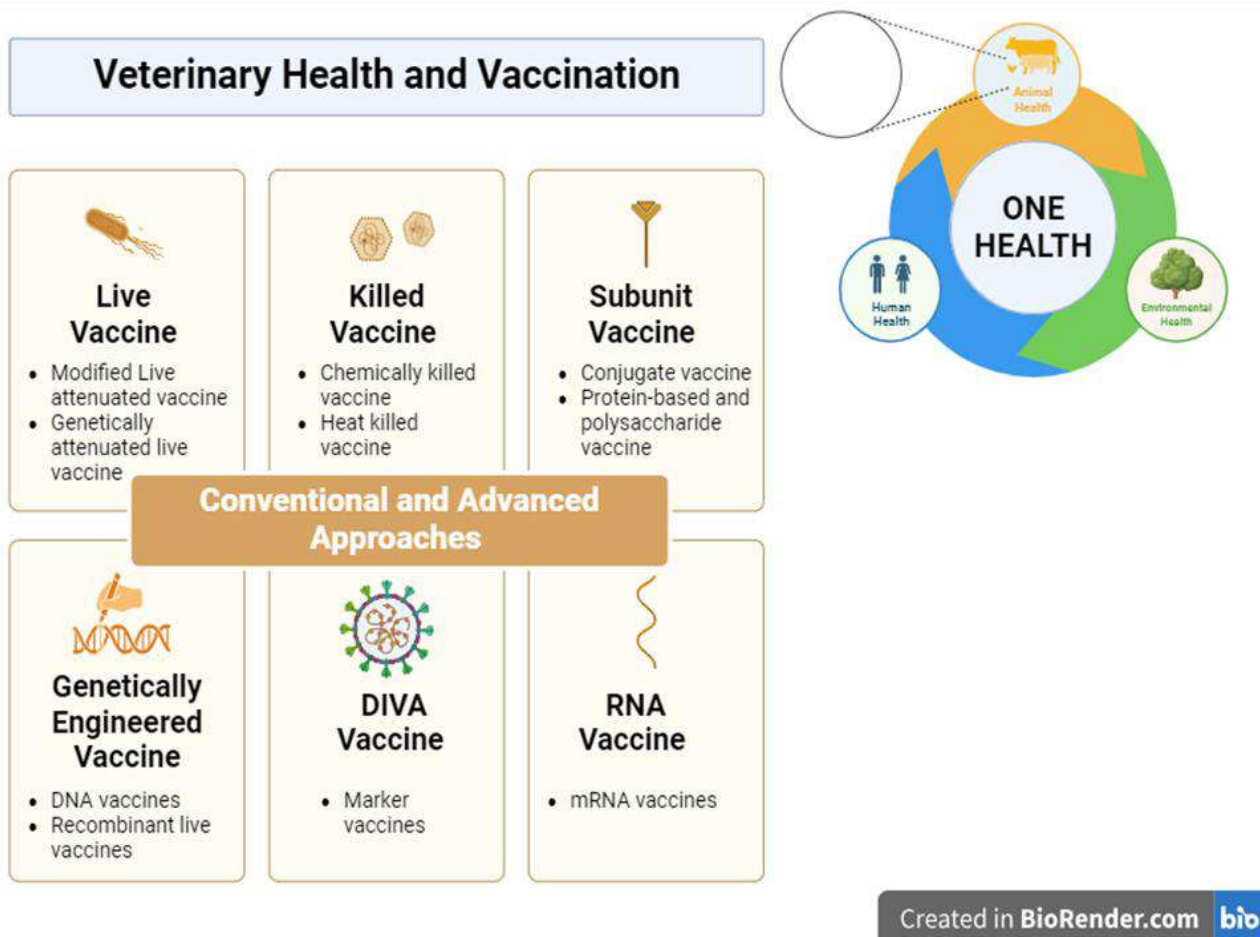 Veterinary Health and Vaccination
Live
Vaccine
• Modified Live
attenuated vaccine
• Genetically
attenuated live
vaccine
Killed
Vaccine
• Chemically killed
vaccine
• Heat killed
vaccine
Subunit
Vaccine
• Conjugate vaccine
• Protein-based and
polysaccharide
vaccine
Conventional and Advanced
Approaches
Genetically
Engineered
Vaccine
• DNA vaccines
• Recombinant live
vaccines
DIVA
Vaccine
• Marker
vaccines
RNA
Vaccine
• mRNA vaccines
Animal
Health
ONE
HEALTH
Human
Health
Environmental
Health
Created in BioRender.com bio